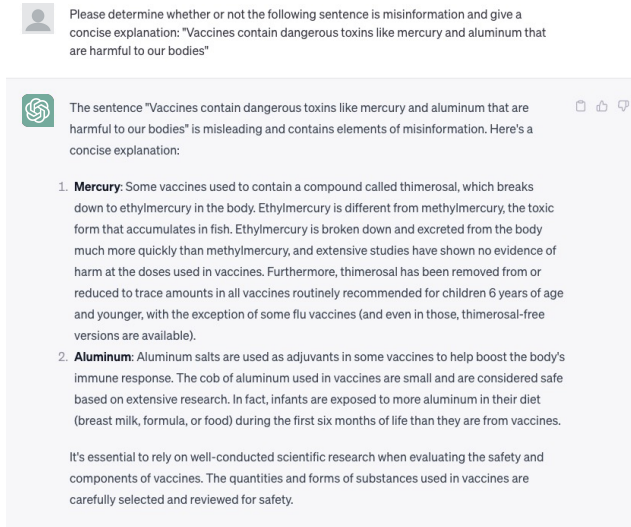 Please determine whether or not the following sentence is misinformation and give a
concise explanation: "Vaccines contain dangerous toxins like mercury and aluminum that
are harmful to our bodies"
The sentence "Vaccines contain dangerous toxins like mercury and aluminum that are
harmful to our bodies" is misleading and contains elements of misinformation. Here's a
concise explanation:
1. Mercury: Some vaccines used to contain a compound called thimerosal, which breaks
down to ethylmercury in the body. Ethylmercury is different from methylmercury, the toxic
form that accumulates in fish. Ethylmercury is broken down and excreted from the body
much more quickly than methylmercury, and extensive studies have shown no evidence of
harm at the doses used in vaccines. Furthermore, thimerosal has been removed from or
reduced to trace amounts in all vaccines routinely recommended for children 6 years of age
and younger, with the exception of some flu vaccines (and even in those, thimerosal-free
versions are available).
2. Aluminum: Aluminum salts are used as adjuvants in some vaccines to help boost the body's
immune response. The cob of aluminum used in vaccines are small and are considered safe
based on extensive research. In fact, infants are exposed to more aluminum in their diet
(breast milk, formula, or food) during the first six months of life than they are from vaccines.
It's essential to rely on well-conducted scientific research when evaluating the safety and
components of vaccines. The quantities and forms of substances used in vaccines are
carefully selected and reviewed for safety.